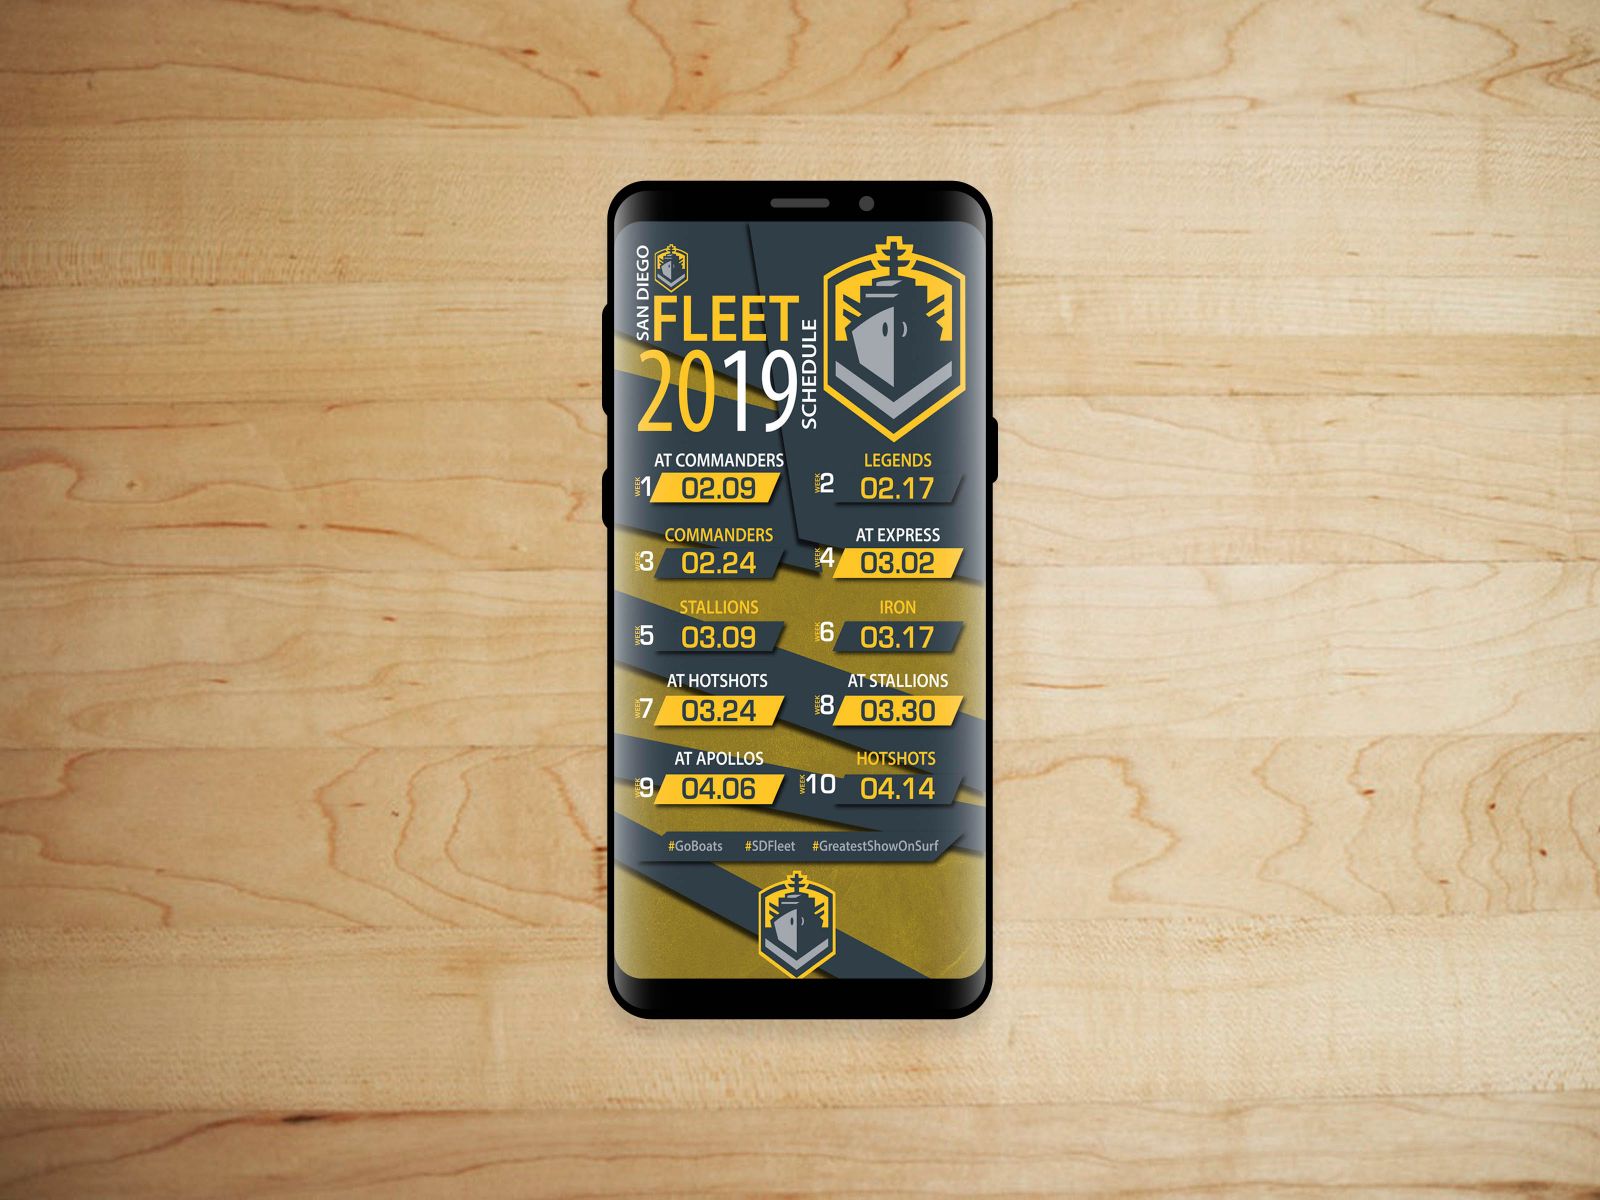 SAN DIEGO
FLEET
2019
SCHEDULE
AT COMMANDERS
WEEK 1 02.09
LEGENDS
WEEK 2 02.17
COMMANDERS
WEEK 3 02.24
AT EXPRESS
WEEK 4 03.02
STALLIONS
WEEK 5 03.09
IRON
WEEK 6 03.17
AT HOTSHOTS
WEEK 7 03.24
AT STALLIONS
WEEK 8 03.30
AT APOLLOS
WEEK 9 04.06
HOTSHOTS
WEEK 10 04.14
#GoBoats #SDFleet #GreatestShowOnSurf